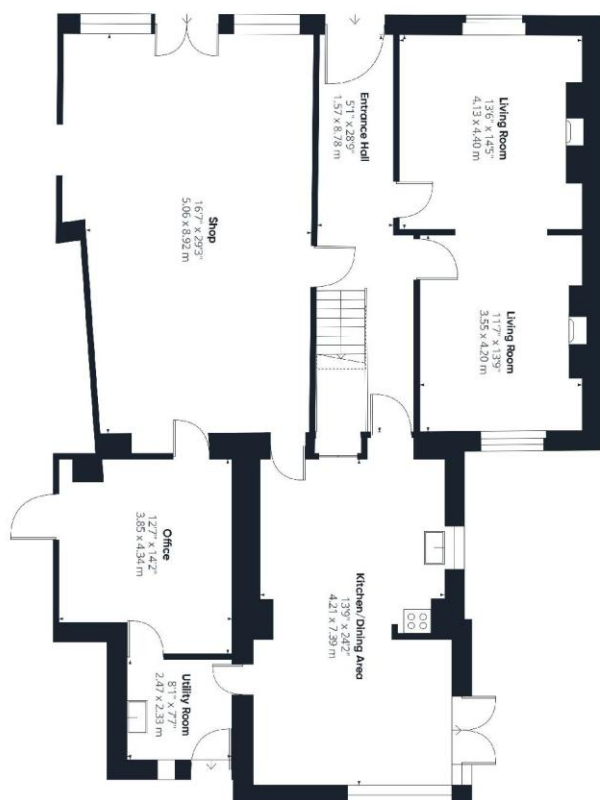 Living Room
13'6" x 14'5"
4.13 x 4.40 m
Entrance Hall
5'1" x 28'9"
1.57 x 8.78 m
Shop
16'7" x 29'3"
5.06 x 8.92 m
Living Room
11'7" x 13'9"
3.55 x 4.20 m
Office
12'7" x 14'2"
3.85 x 4.34 m
Kitchen/Dining Area
13'9" x 24'2"
4.21 x 7.39 m
Utility Room
8'1" x 7'7"
2.47 x 2.33 m